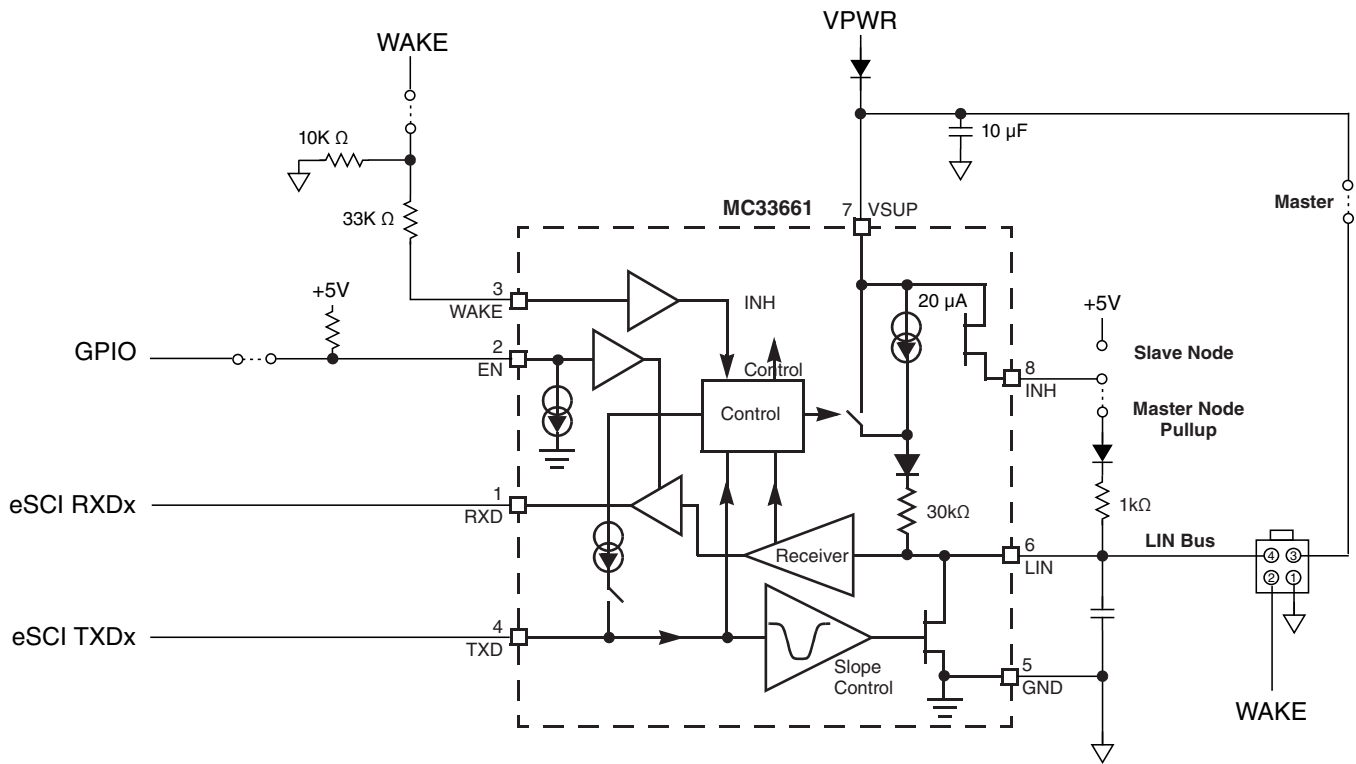 VPWR
WAKE
10K Ω
10 µF
33K Ω
Master
MC33661
7
VSUP
+5V
3
WAKE
INH
20 µA
+5V
GPIO
2
EN
Slave Node
Control
8
INH
Control
Master Node
Pullup
eSCI RXDx
1
RXD
30kΩ
1kΩ
Receiver
6
LIN
LIN Bus
4
3
2
1
eSCI TXDx
4
TXD
Slope
Control
5
GND
WAKE